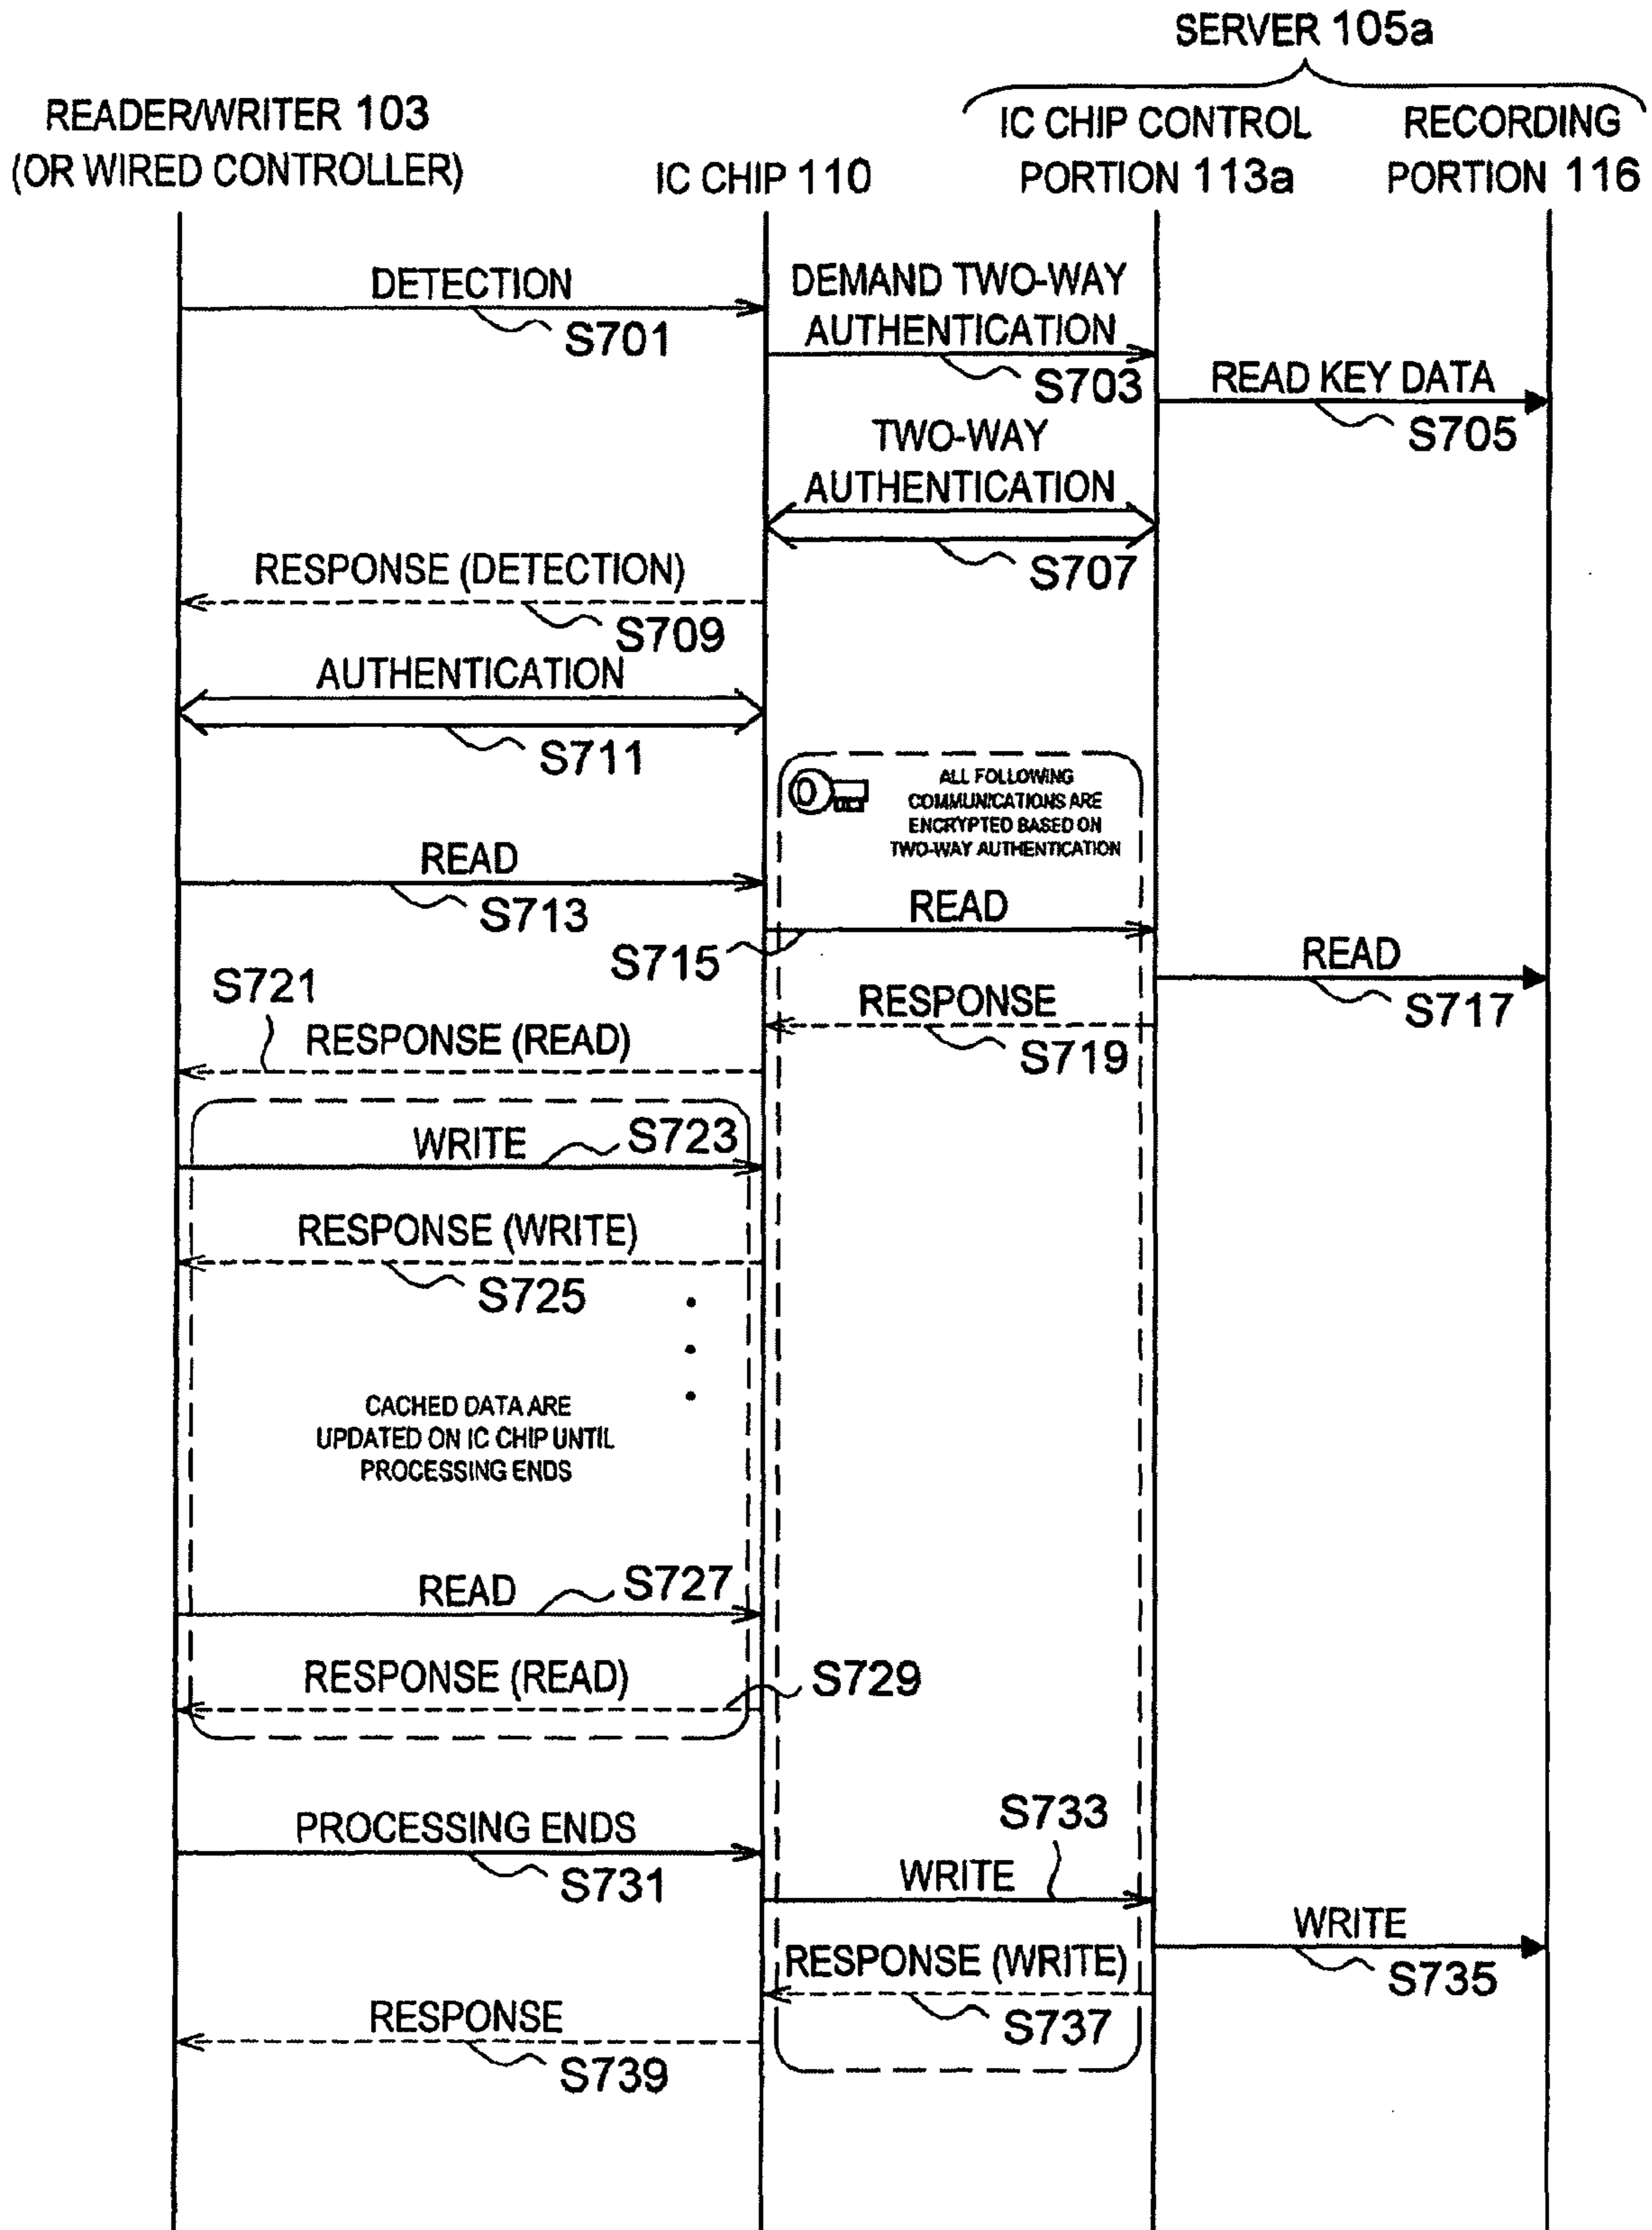 SERVER 105a
READER/WRITER 103
(OR WIRED CONTROLLER)
IC CHIP 110
IC CHIP CONTROL
PORTION 113a
RECORDING
PORTION 116
DETECTION
S701
DEMAND TWO-WAY
AUTHENTICATION
S703
READ KEY DATA
S705
TWO-WAY
AUTHENTICATION
S707
RESPONSE (DETECTION)
S709
AUTHENTICATION
S711
ALL FOLLOWING
COMMUNICATIONS ARE
ENCRYPTED BASED ON
TWO-WAY AUTHENTICATION
READ
S713
READ
S715
READ
S717
RESPONSE
S719
S721
RESPONSE (READ)
WRITE
S723
RESPONSE (WRITE)
S725
CACHED DATA ARE
UPDATED ON IC CHIP UNTIL
PROCESSING ENDS
READ
S727
RESPONSE (READ)
S729
PROCESSING ENDS
S731
S733
WRITE
WRITE
S735
RESPONSE (WRITE)
S737
RESPONSE
S739